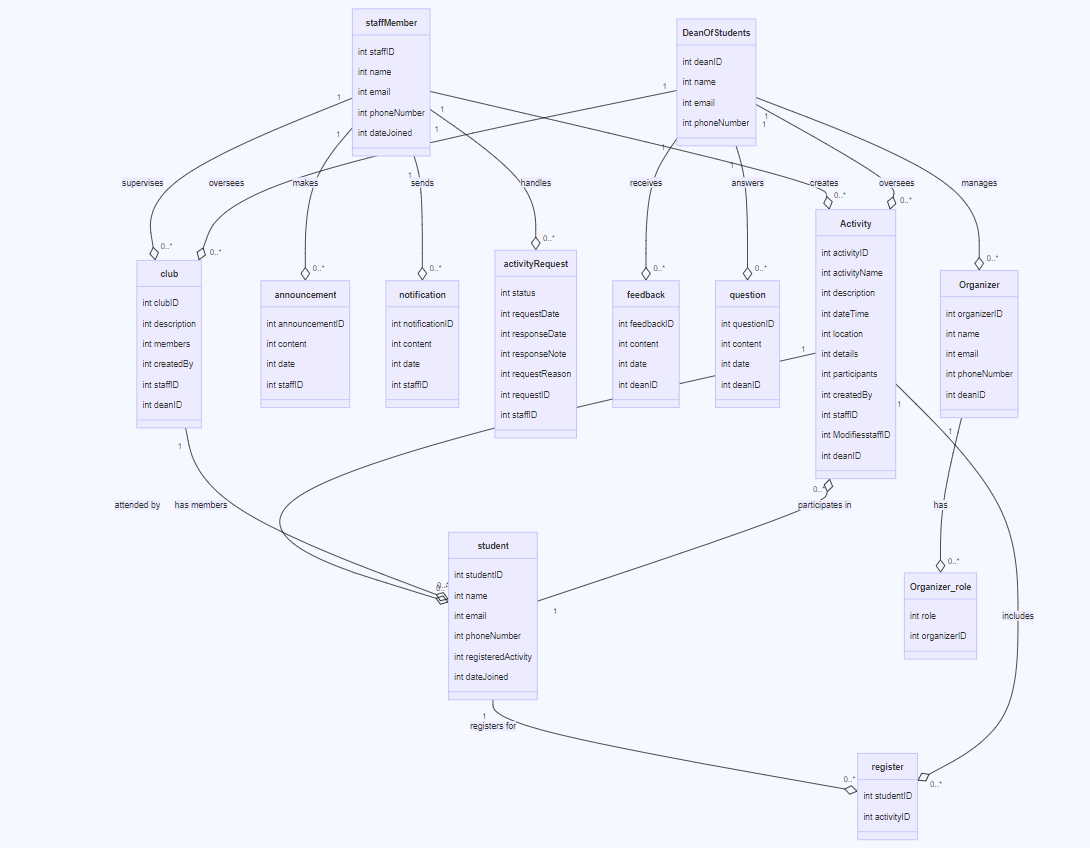 staffMember
int staffID
int name
int email
int phoneNumber
int dateJoined
DeanOfStudents
int deanID
int name
int email
int phoneNumber
1
1
1
1
1
1
1
1
1
1
supervises
oversees
makes
sends
handles
receives
answers
creates
oversees
manages
0..*
0..*
0..*
0..*
0..*
0..*
0..*
0..*
0..*
0..*
club
int clubID
int description
int members
int createdBy
int staffID
int deanID
announcement
int announcementID
int content
int date
int staffID
notification
int notificationID
int content
int date
int staffID
activityRequest
int status
int requestDate
int responseDate
int responseNote
int requestReason
int requestID
int staffID
feedback
int feedbackID
int content
int date
int deanID
question
int questionID
int content
int date
int deanID
Activity
int activityID
int activityName
int description
int dateTime
int location
int details
int participants
int createdBy
int staffID
int ModifiesstaffID
int deanID
Organizer
int organizerID
int name
int email
int phoneNumber
int deanID
1
1
1
1
attended by
has members
0..*
participates in
has
0..*
student
int studentID
int name
int email
int phoneNumber
int registeredActivity
int dateJoined
1
Organizer_role
int role
int organizerID
includes
1
registers for
0..*
0..*
register
int studentID
int activityID